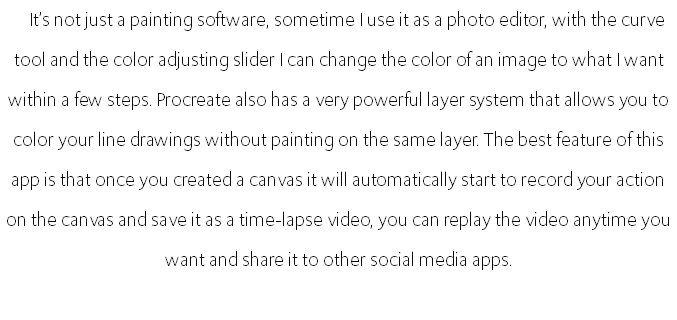 It's not just a painting software, sometime I use it as a photo editor, with the curve
tool and the color adjusting slider I can change the color of an image to what I want
within a few steps. Procreate also has a very powerful layer system that allows you to
color your line drawings without painting on the same layer. The best feature of this
app is that once you created a canvas it will automatically start to record your action
on the canvas and save it as a time-lapse video, you can replay the video anytime you
want and share it to other social media apps.